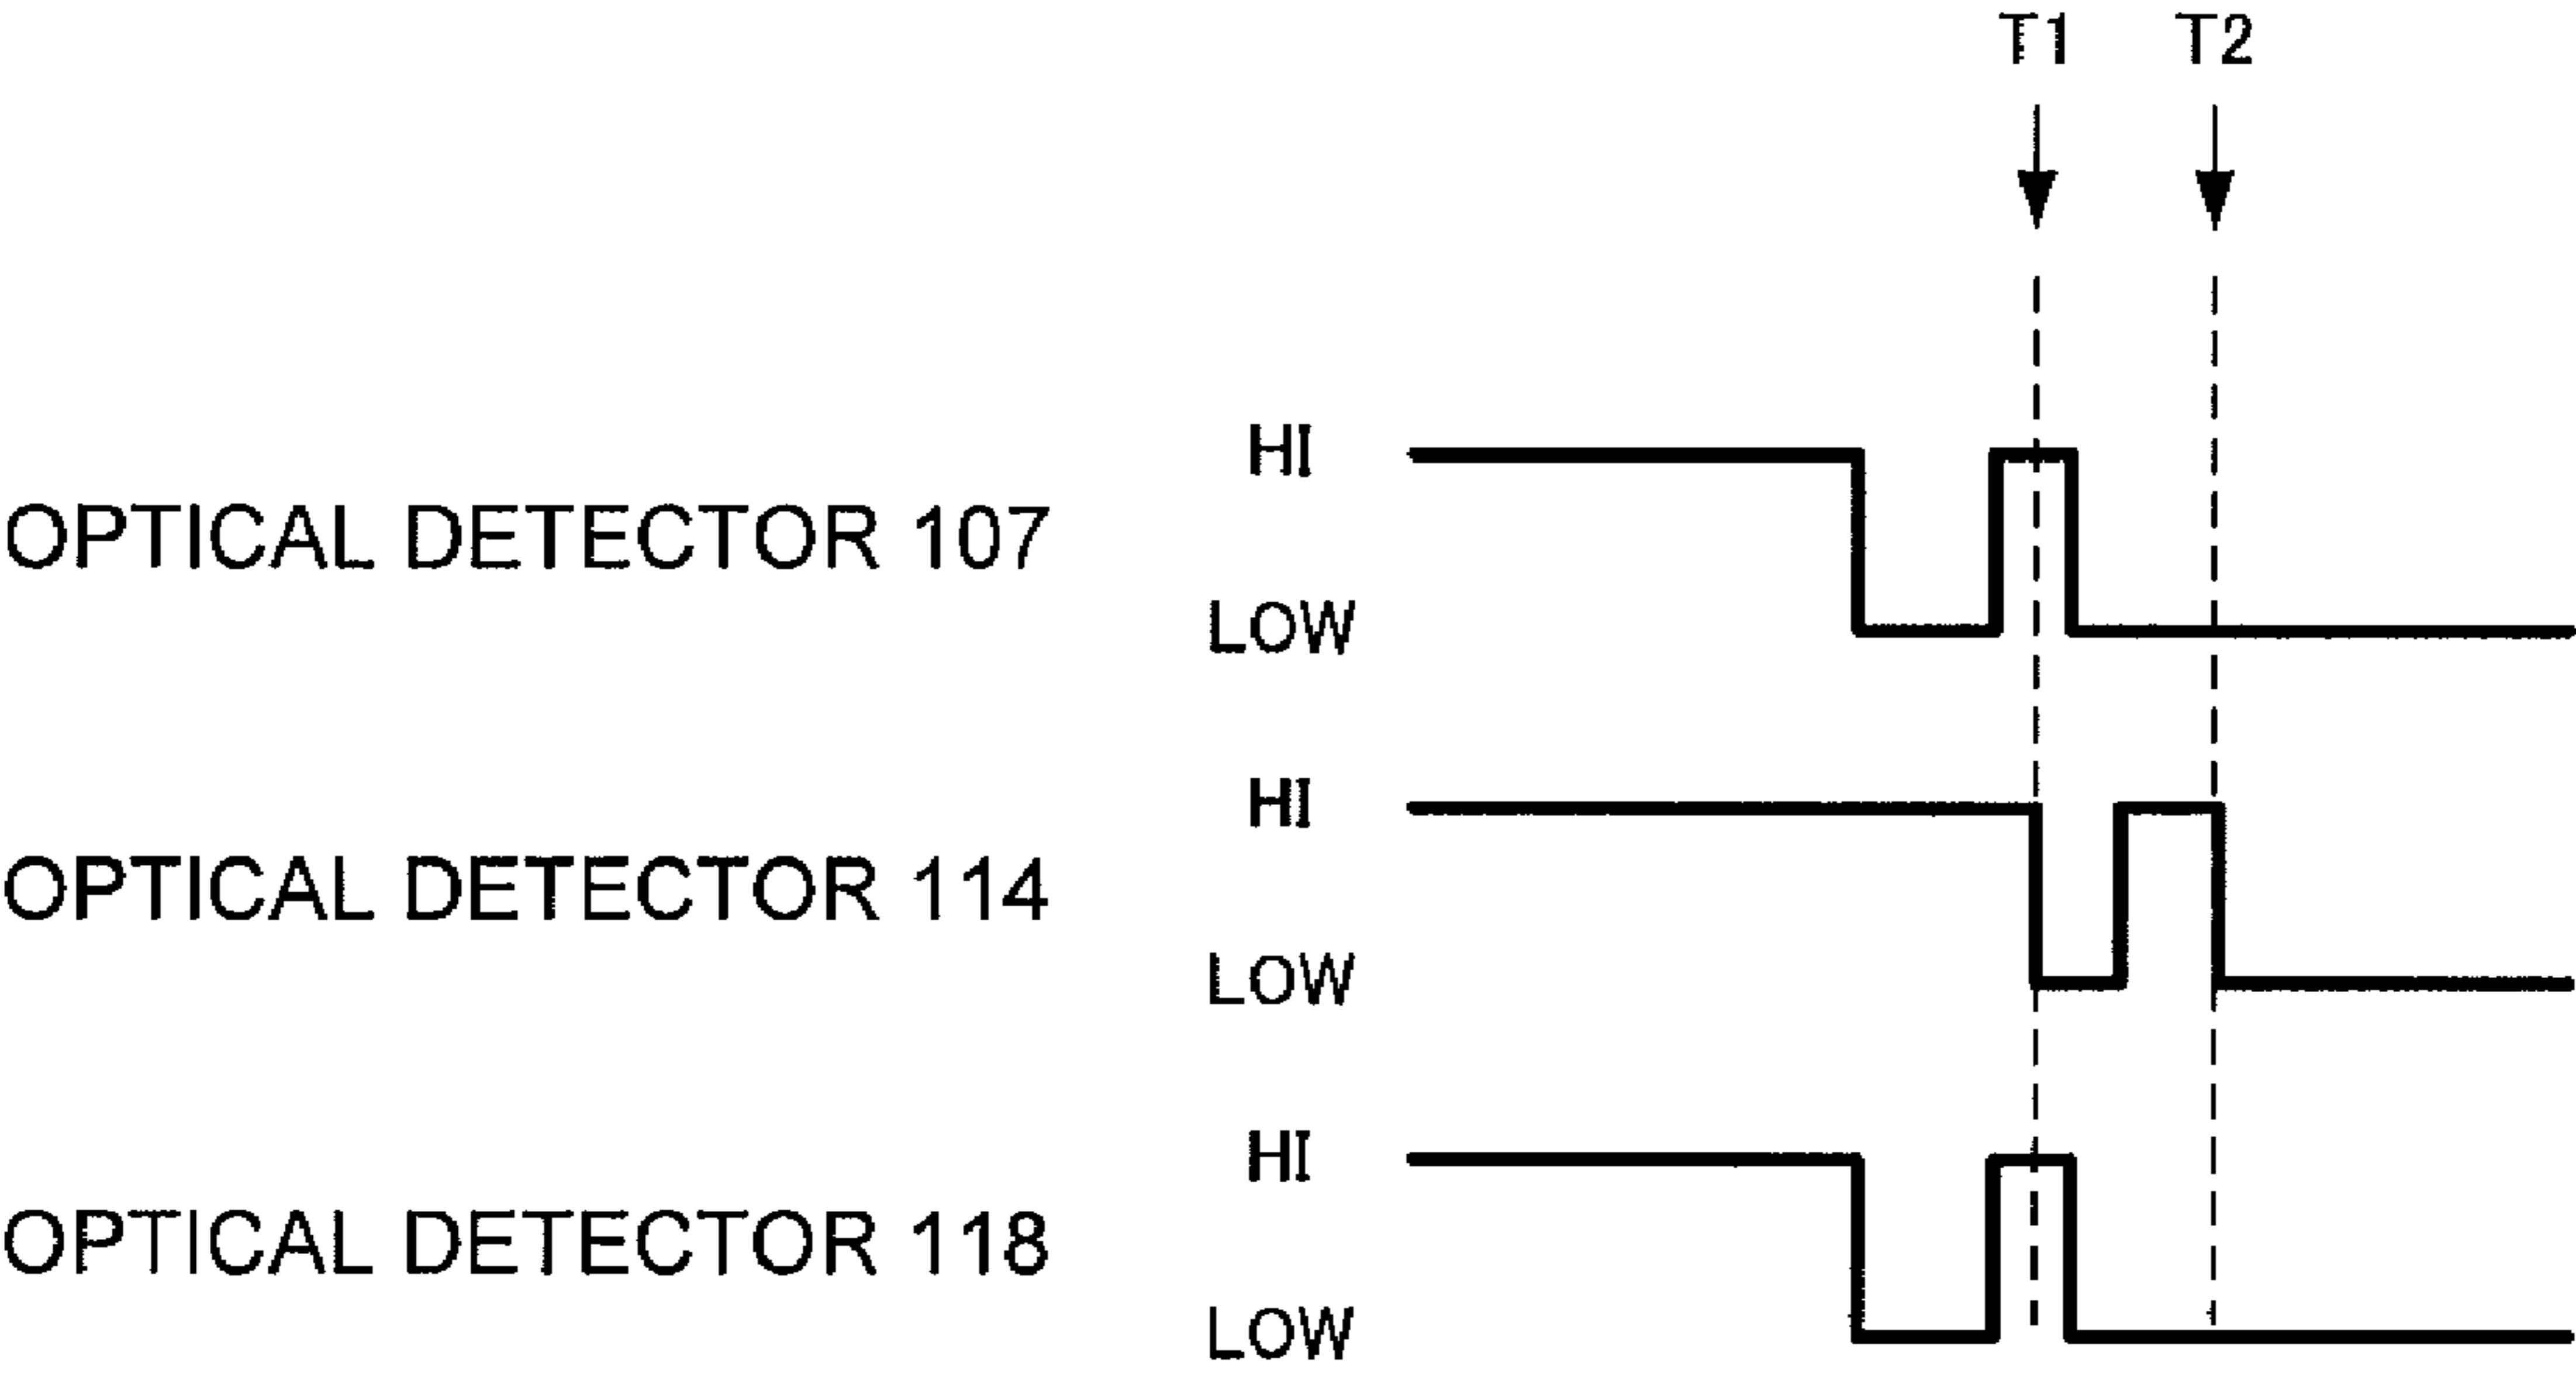 T1 T2
HI
OPTICAL DETECTOR 107
LOW
HI
OPTICAL DETECTOR 114
LOW
HI
OPTICAL DETECTOR 118
LOW